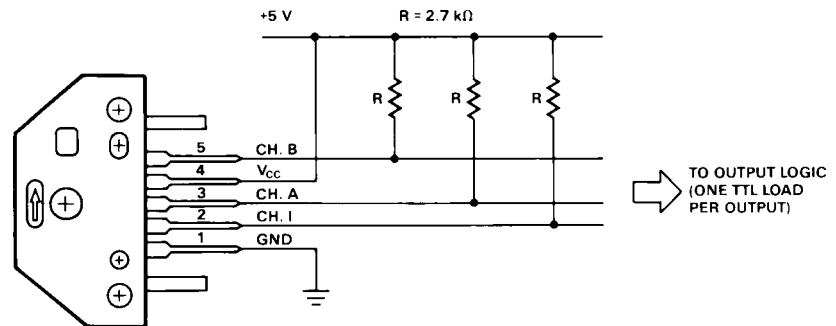 +5 V
R = 2.7 kΩ
R
R
R
5 CH. B
4 VCC
3 CH. A
2 CH. I
1 GND
TO OUTPUT LOGIC
(ONE TTL LOAD
PER OUTPUT)